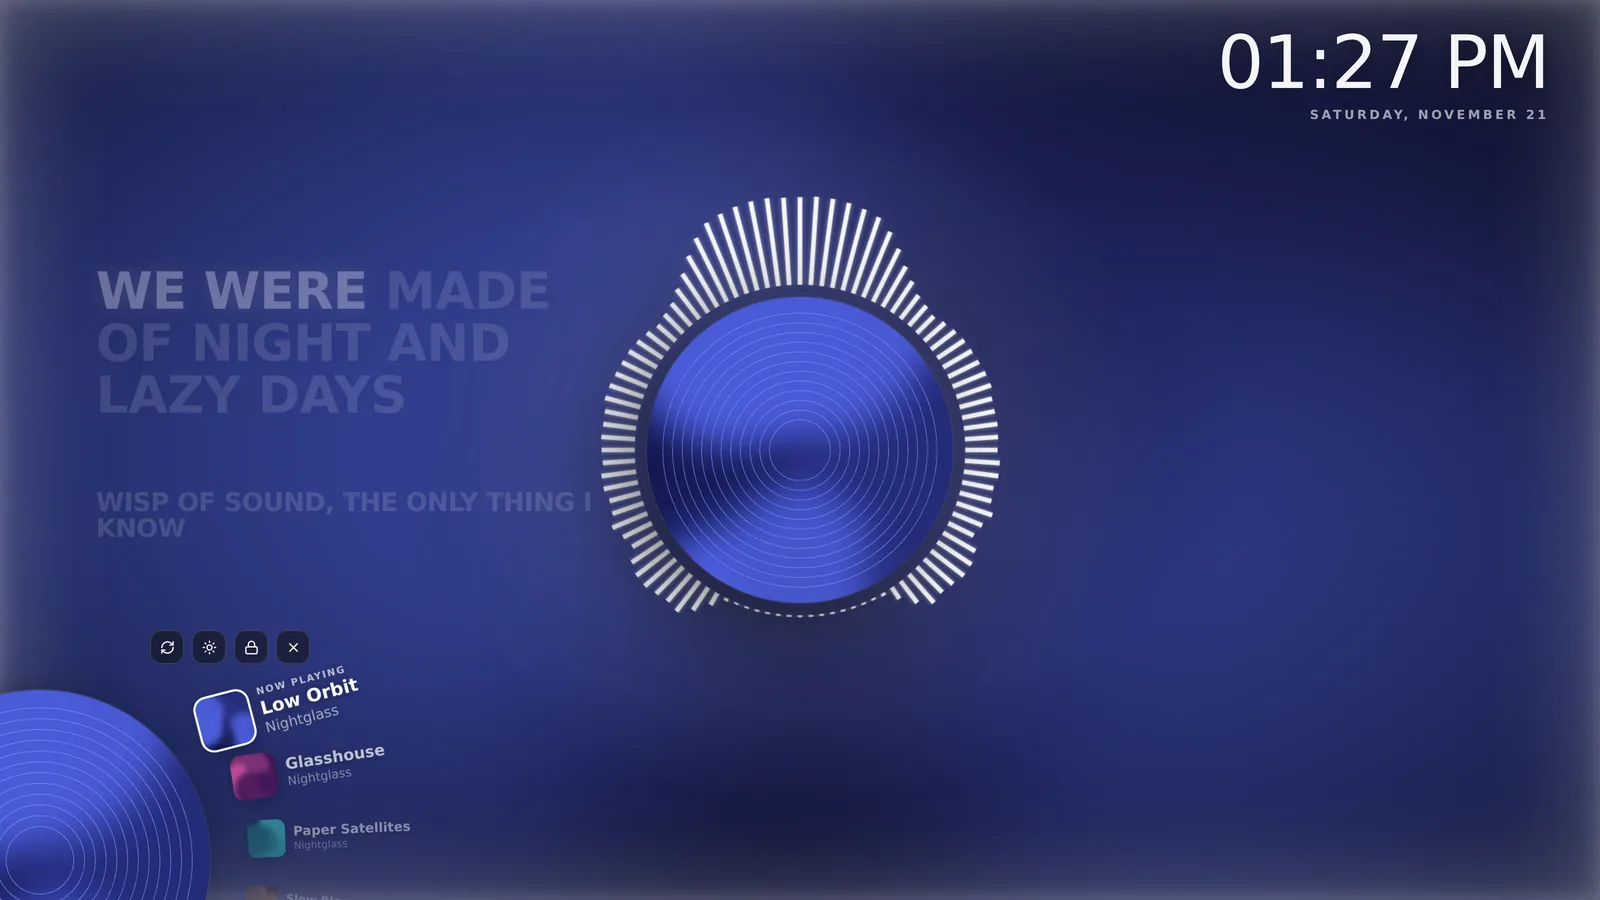 01:27 PM
SATURDAY, NOVEMBER 21
WE WERE MADE
OF NIGHT AND
LAZY DAYS
WISP OF SOUND, THE ONLY THING I
KNOW
NOW PLAYING
Low Orbit
Nightglass
Glasshouse
Nightglass
Paper Satellites
Nightglass